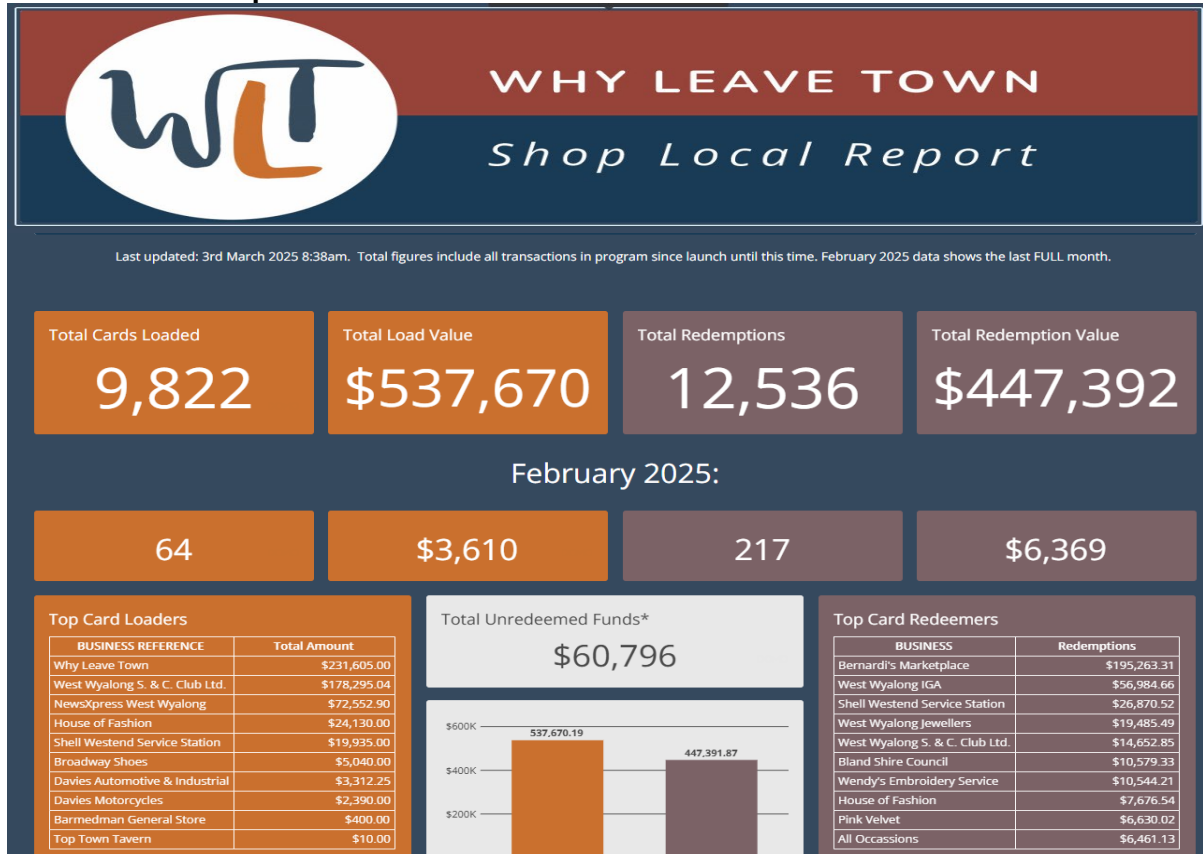 WLT
WHY LEAVE TOWN
Shop Local Report
Last updated: 3rd March 2025 8:38am. Total figures include all transactions in program since launch until this time. February 2025 data shows the last FULL month.
Total Cards Loaded
9,822
Total Load Value
$537,670
Total Redemptions
12,536
Total Redemption Value
$447,392
February 2025:
64
$3,610
217
$6,369
Top Card Loaders
BUSINESS REFERENCE Total Amount
Why Leave Town $231,605.00
West Wyalong S. & C. Club Ltd. $178,295.04
NewsXpress West Wyalong $72,552.90
House of Fashion $24,130.00
Shell Westend Service Station $19,935.00
Broadway Shoes $5,040.00
Davies Automotive & Industrial $3,312.25
Davies Motorcycles $2,390.00
Barmedman General Store $400.00
Top Town Tavern $10.00
Total Unredeemed Funds*
$60,796
$600K
537,670.19
447,391.87
$400K
$200K
Top Card Redeemers
BUSINESS Redemptions
Bernardi's Marketplace $195,263.31
West Wyalong IGA $56,984.66
Shell Westend Service Station $26,870.52
West Wyalong Jewellers $19,485.49
West Wyalong S. & C. Club Ltd. $14,652.85
Bland Shire Council $10,579.33
Wendy's Embroidery Service $10,544.21
House of Fashion $7,676.54
Pink Velvet $6,630.02
All Occassions $6,461.13